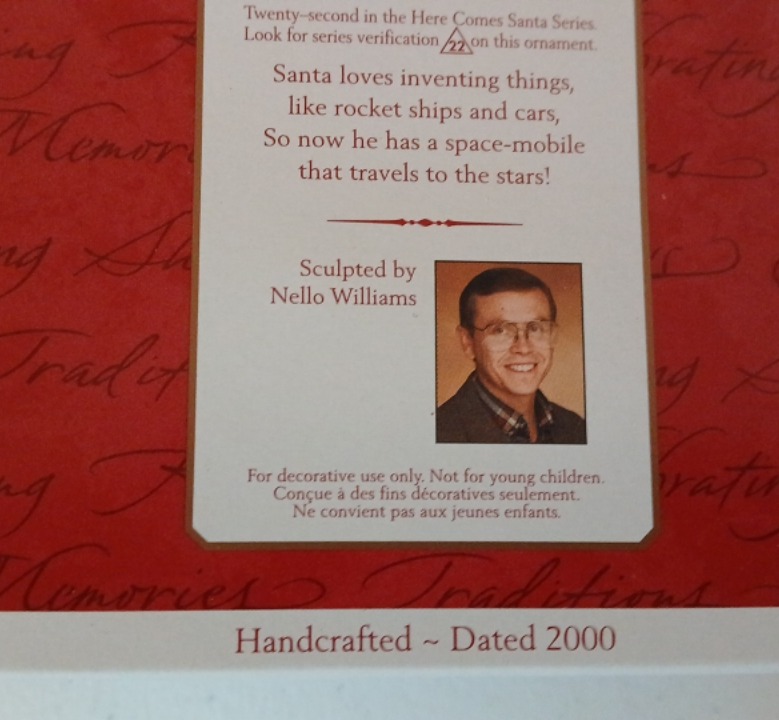 Twenty–second in the Here Comes Santa Series.
Look for series verification 22 on this ornament.
Santa loves inventing things,
like rocket ships and cars,
So now he has a space-mobile
that travels to the stars!
Sculpted by
Nello Williams
For decorative use only. Not for young children.
Conçue à des fins décoratives seulement.
Ne convient pas aux jeunes enfants.
Memories Traditions
Handcrafted ~ Dated 2000